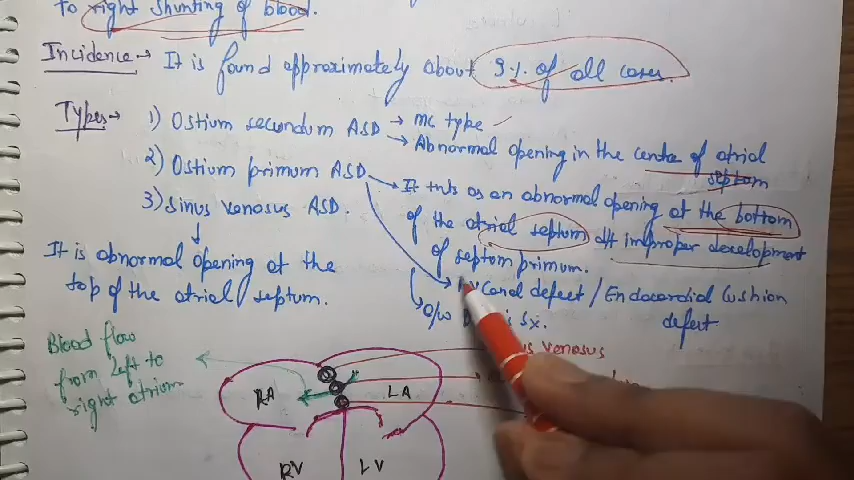 to right shunting of blood.
Incidence → It is found approximately about 9% of all cases.
Types → 1) Ostium secundum ASD → MC type
→ Abnormal opening in the center of atrial septum
2) Ostium primum ASD → It is an abnormal opening at the bottom
of the atrial septum d/t improper development
of septum primum.
→ canal defect / Endocardial Cushion defect
→ a/w Sx.
3) Sinus venosus ASD.
↓
It is abnormal opening at the
top of the atrial septum.
Blood flow
from left to
right atrium
RA
LA
venosus
RV
LV